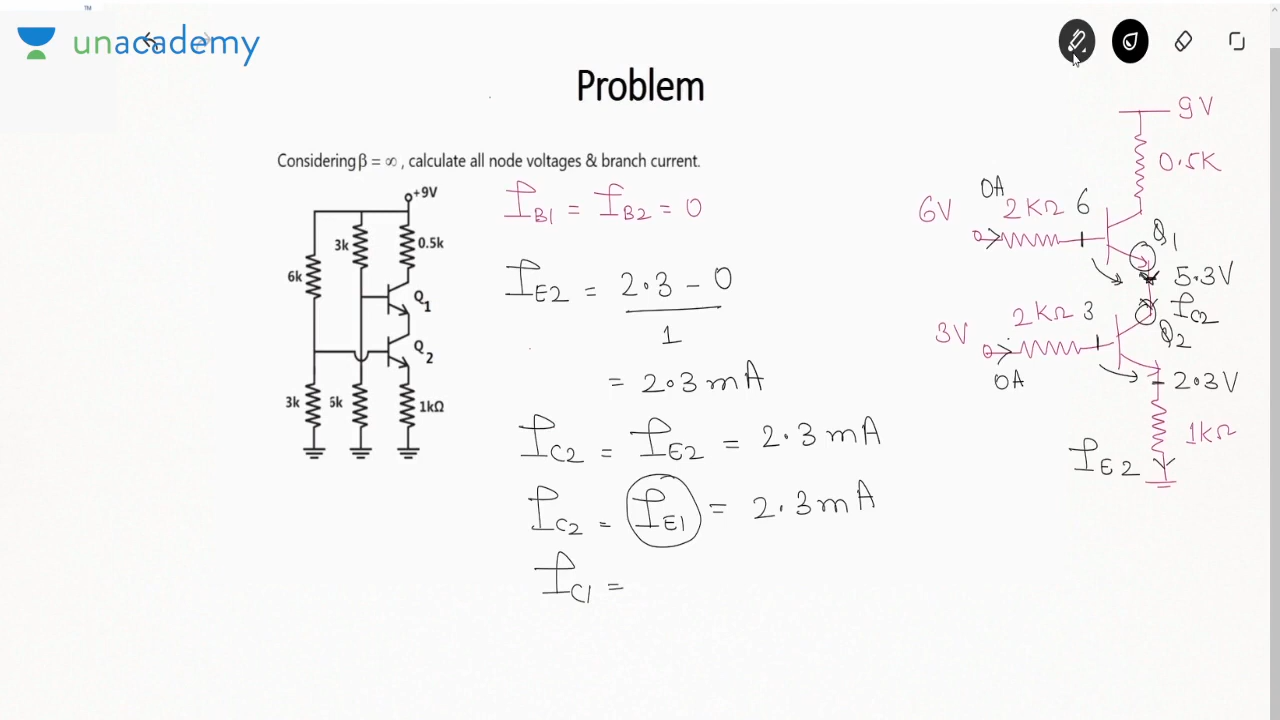 ™
unacademy
Problem
Considering β = ∞ , calculate all node voltages & branch current.
+9V
3k
0.5k
6k
Q1
Q2
3k
6k
1kΩ
IB1 = IB2 = 0
IE2 = 2.3 - 0
1
= 2.3 mA
IC2 = IE2 = 2.3 mA
IC2 = IE1 = 2.3 mA
IC1 =
9V
0.5K
0A
6V
2KΩ
6
Q1
5.3V
IC2
2KΩ
3
3V
Q2
0A
2.3V
1KΩ
IE2